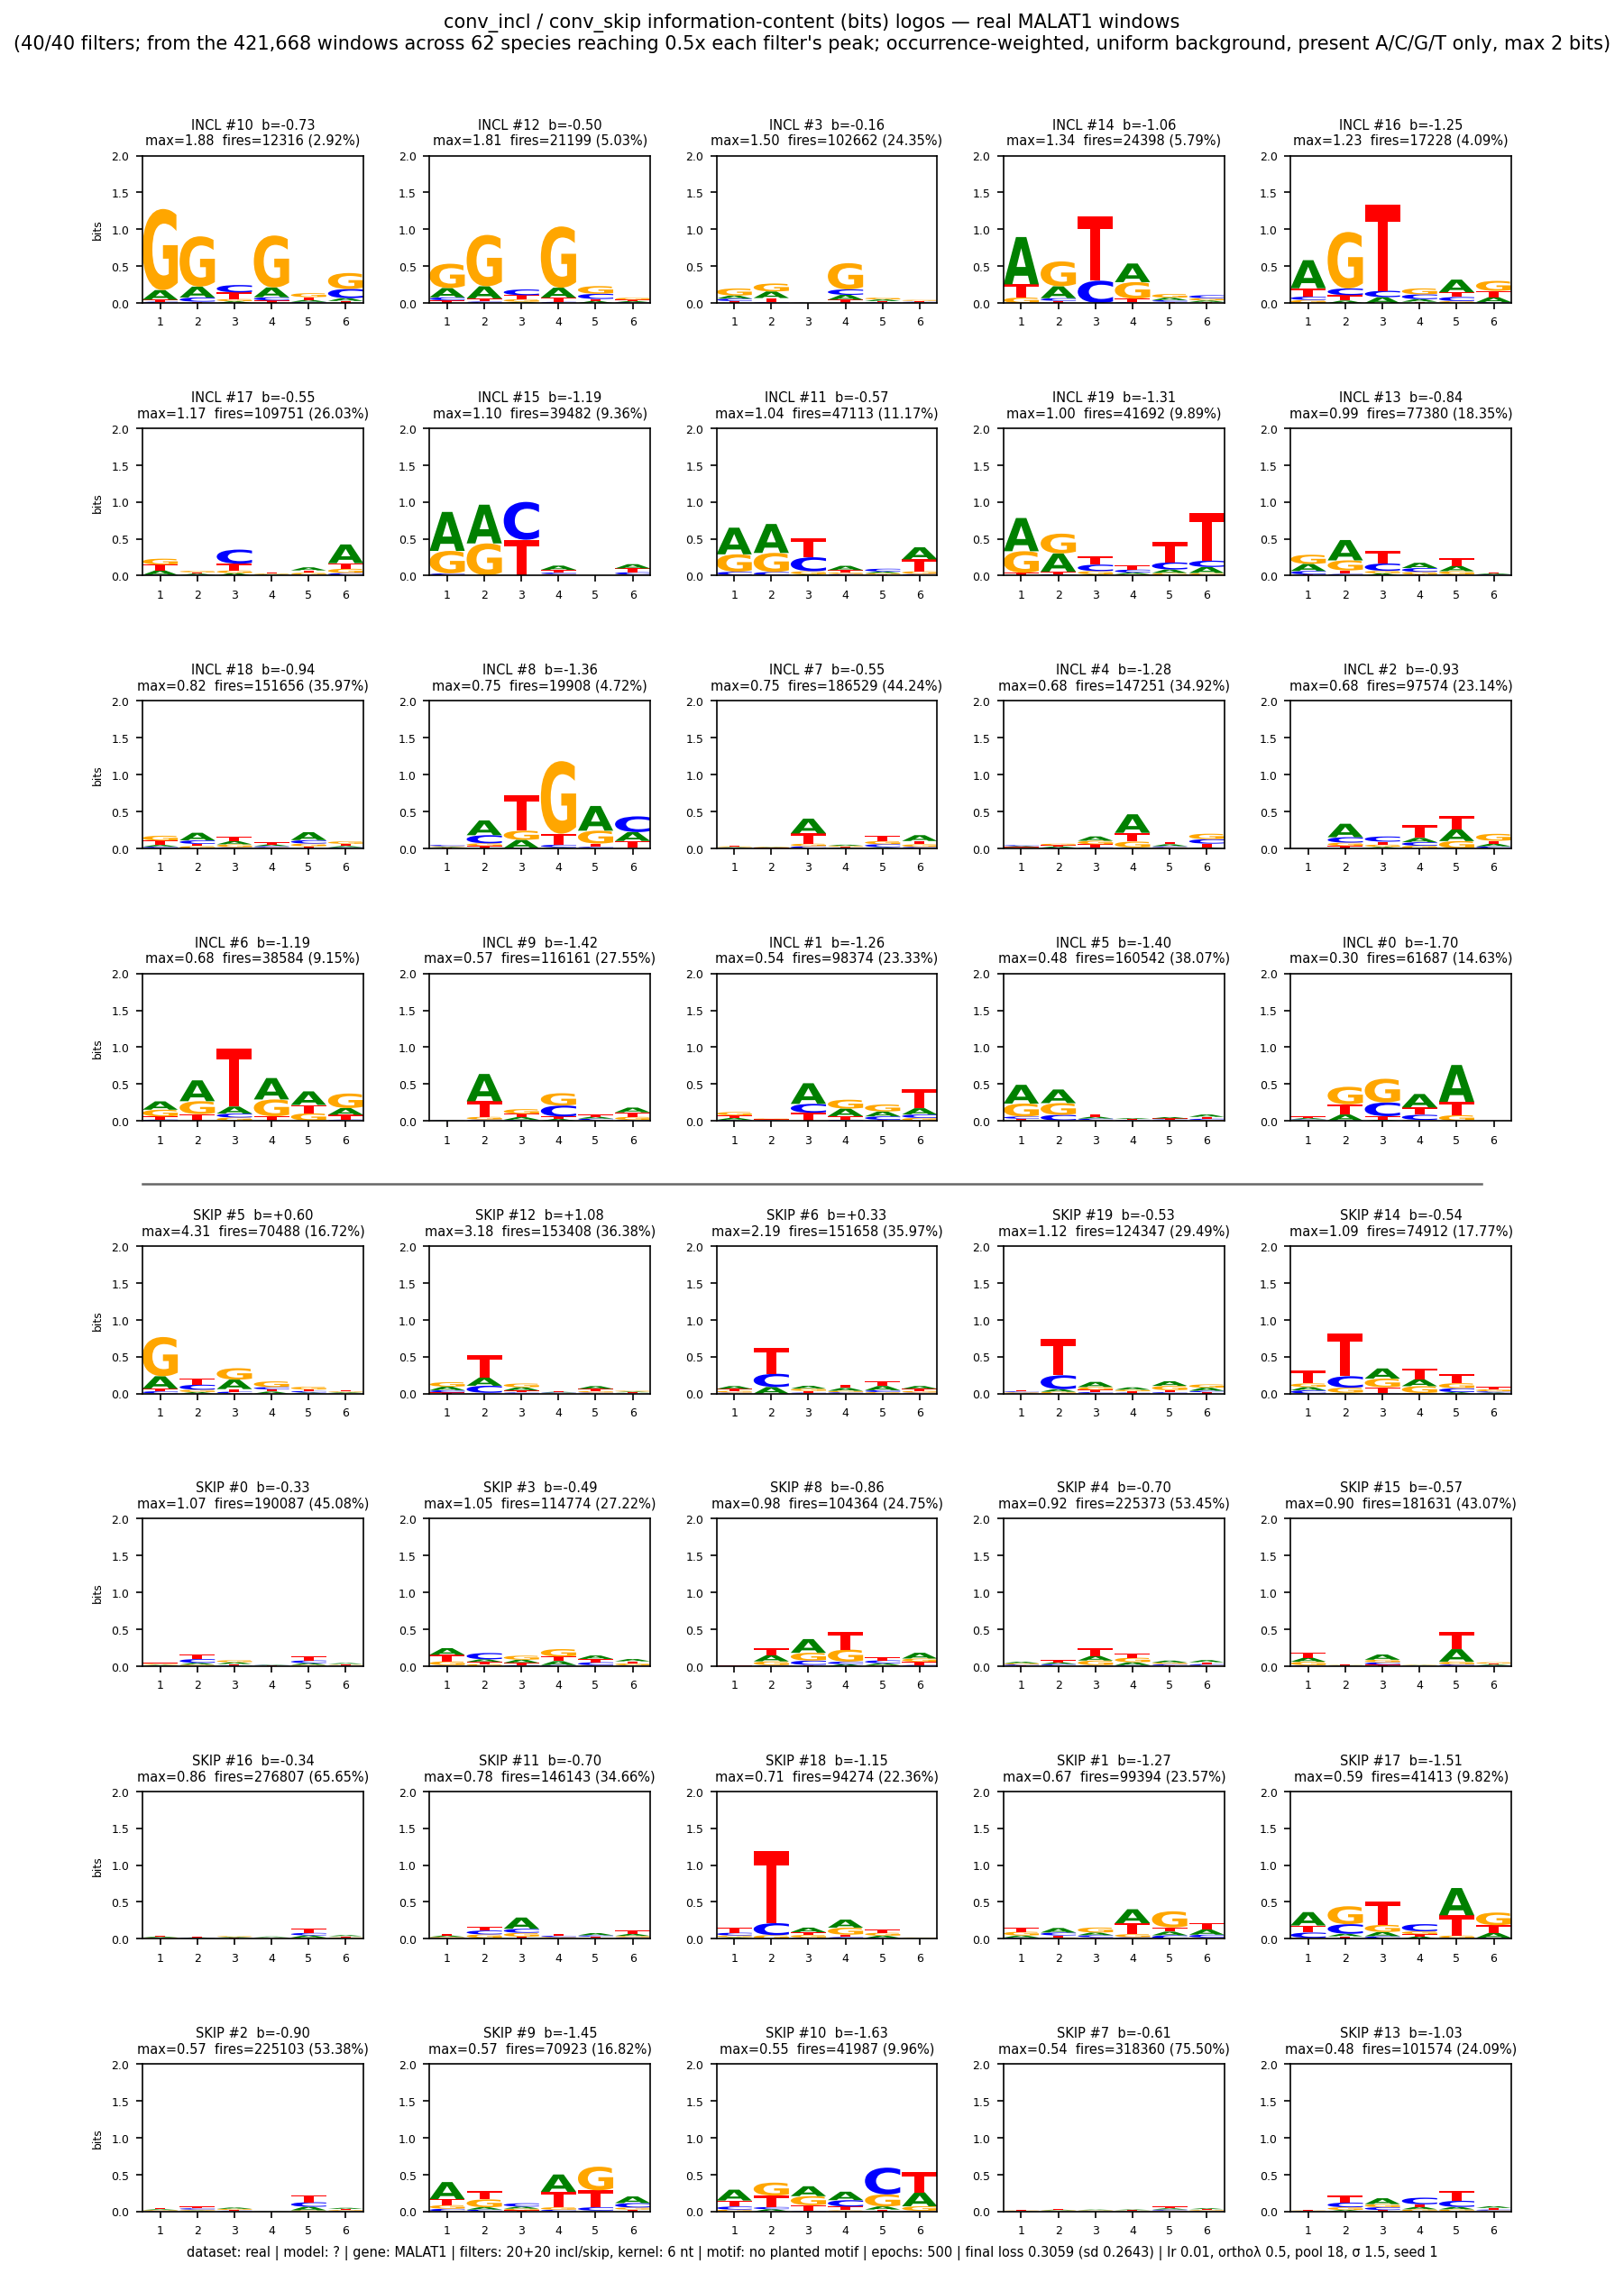 conv_incl / conv_skip information-content (bits) logos — real MALAT1 windows
(40/40 filters; from the 421,668 windows across 62 species reaching 0.5x each filter's peak; occurrence-weighted, uniform background, present A/C/G/T only, max 2 bits)
INCL #10 b=-0.73
max=1.88 fires=12316 (2.92%)
INCL #12 b=-0.50
max=1.81 fires=21199 (5.03%)
INCL #3 b=-0.16
max=1.50 fires=102662 (24.35%)
INCL #14 b=-1.06
max=1.34 fires=24398 (5.79%)
INCL #16 b=-1.25
max=1.23 fires=17228 (4.09%)
INCL #17 b=-0.55
max=1.17 fires=109751 (26.03%)
INCL #15 b=-1.19
max=1.10 fires=39482 (9.36%)
INCL #11 b=-0.57
max=1.04 fires=47113 (11.17%)
INCL #19 b=-1.31
max=1.00 fires=41692 (9.89%)
INCL #13 b=-0.84
max=0.99 fires=77380 (18.35%)
INCL #18 b=-0.94
max=0.82 fires=151656 (35.97%)
INCL #8 b=-1.36
max=0.75 fires=19908 (4.72%)
INCL #7 b=-0.55
max=0.75 fires=186529 (44.24%)
INCL #4 b=-1.28
max=0.68 fires=147251 (34.92%)
INCL #2 b=-0.93
max=0.68 fires=97574 (23.14%)
INCL #6 b=-1.19
max=0.68 fires=38584 (9.15%)
INCL #9 b=-1.42
max=0.57 fires=116161 (27.55%)
INCL #1 b=-1.26
max=0.54 fires=98374 (23.33%)
INCL #5 b=-1.40
max=0.48 fires=160542 (38.07%)
INCL #0 b=-1.70
max=0.30 fires=61687 (14.63%)
SKIP #5 b=+0.60
max=4.31 fires=70488 (16.72%)
SKIP #12 b=+1.08
max=3.18 fires=153408 (36.38%)
SKIP #6 b=+0.33
max=2.19 fires=151658 (35.97%)
SKIP #19 b=-0.53
max=1.12 fires=124347 (29.49%)
SKIP #14 b=-0.54
max=1.09 fires=74912 (17.77%)
SKIP #0 b=-0.33
max=1.07 fires=190087 (45.08%)
SKIP #3 b=-0.49
max=1.05 fires=114774 (27.22%)
SKIP #8 b=-0.86
max=0.98 fires=104364 (24.75%)
SKIP #4 b=-0.70
max=0.92 fires=225373 (53.45%)
SKIP #15 b=-0.57
max=0.90 fires=181631 (43.07%)
SKIP #16 b=-0.34
max=0.86 fires=276807 (65.65%)
SKIP #11 b=-0.70
max=0.78 fires=146143 (34.66%)
SKIP #18 b=-1.15
max=0.71 fires=94274 (22.36%)
SKIP #1 b=-1.27
max=0.67 fires=99394 (23.57%)
SKIP #17 b=-1.51
max=0.59 fires=41413 (9.82%)
SKIP #2 b=-0.90
max=0.57 fires=225103 (53.38%)
SKIP #9 b=-1.45
max=0.57 fires=70923 (16.82%)
SKIP #10 b=-1.63
max=0.55 fires=41987 (9.96%)
SKIP #7 b=-0.61
max=0.54 fires=318360 (75.50%)
SKIP #13 b=-1.03
max=0.48 fires=101574 (24.09%)
dataset: real | model: ? | gene: MALAT1 | filters: 20+20 incl/skip, kernel: 6 nt | motif: no planted motif | epochs: 500 | final loss 0.3059 (sd 0.2643) | lr 0.01, orthoλ 0.5, pool 18, σ 1.5, seed 1